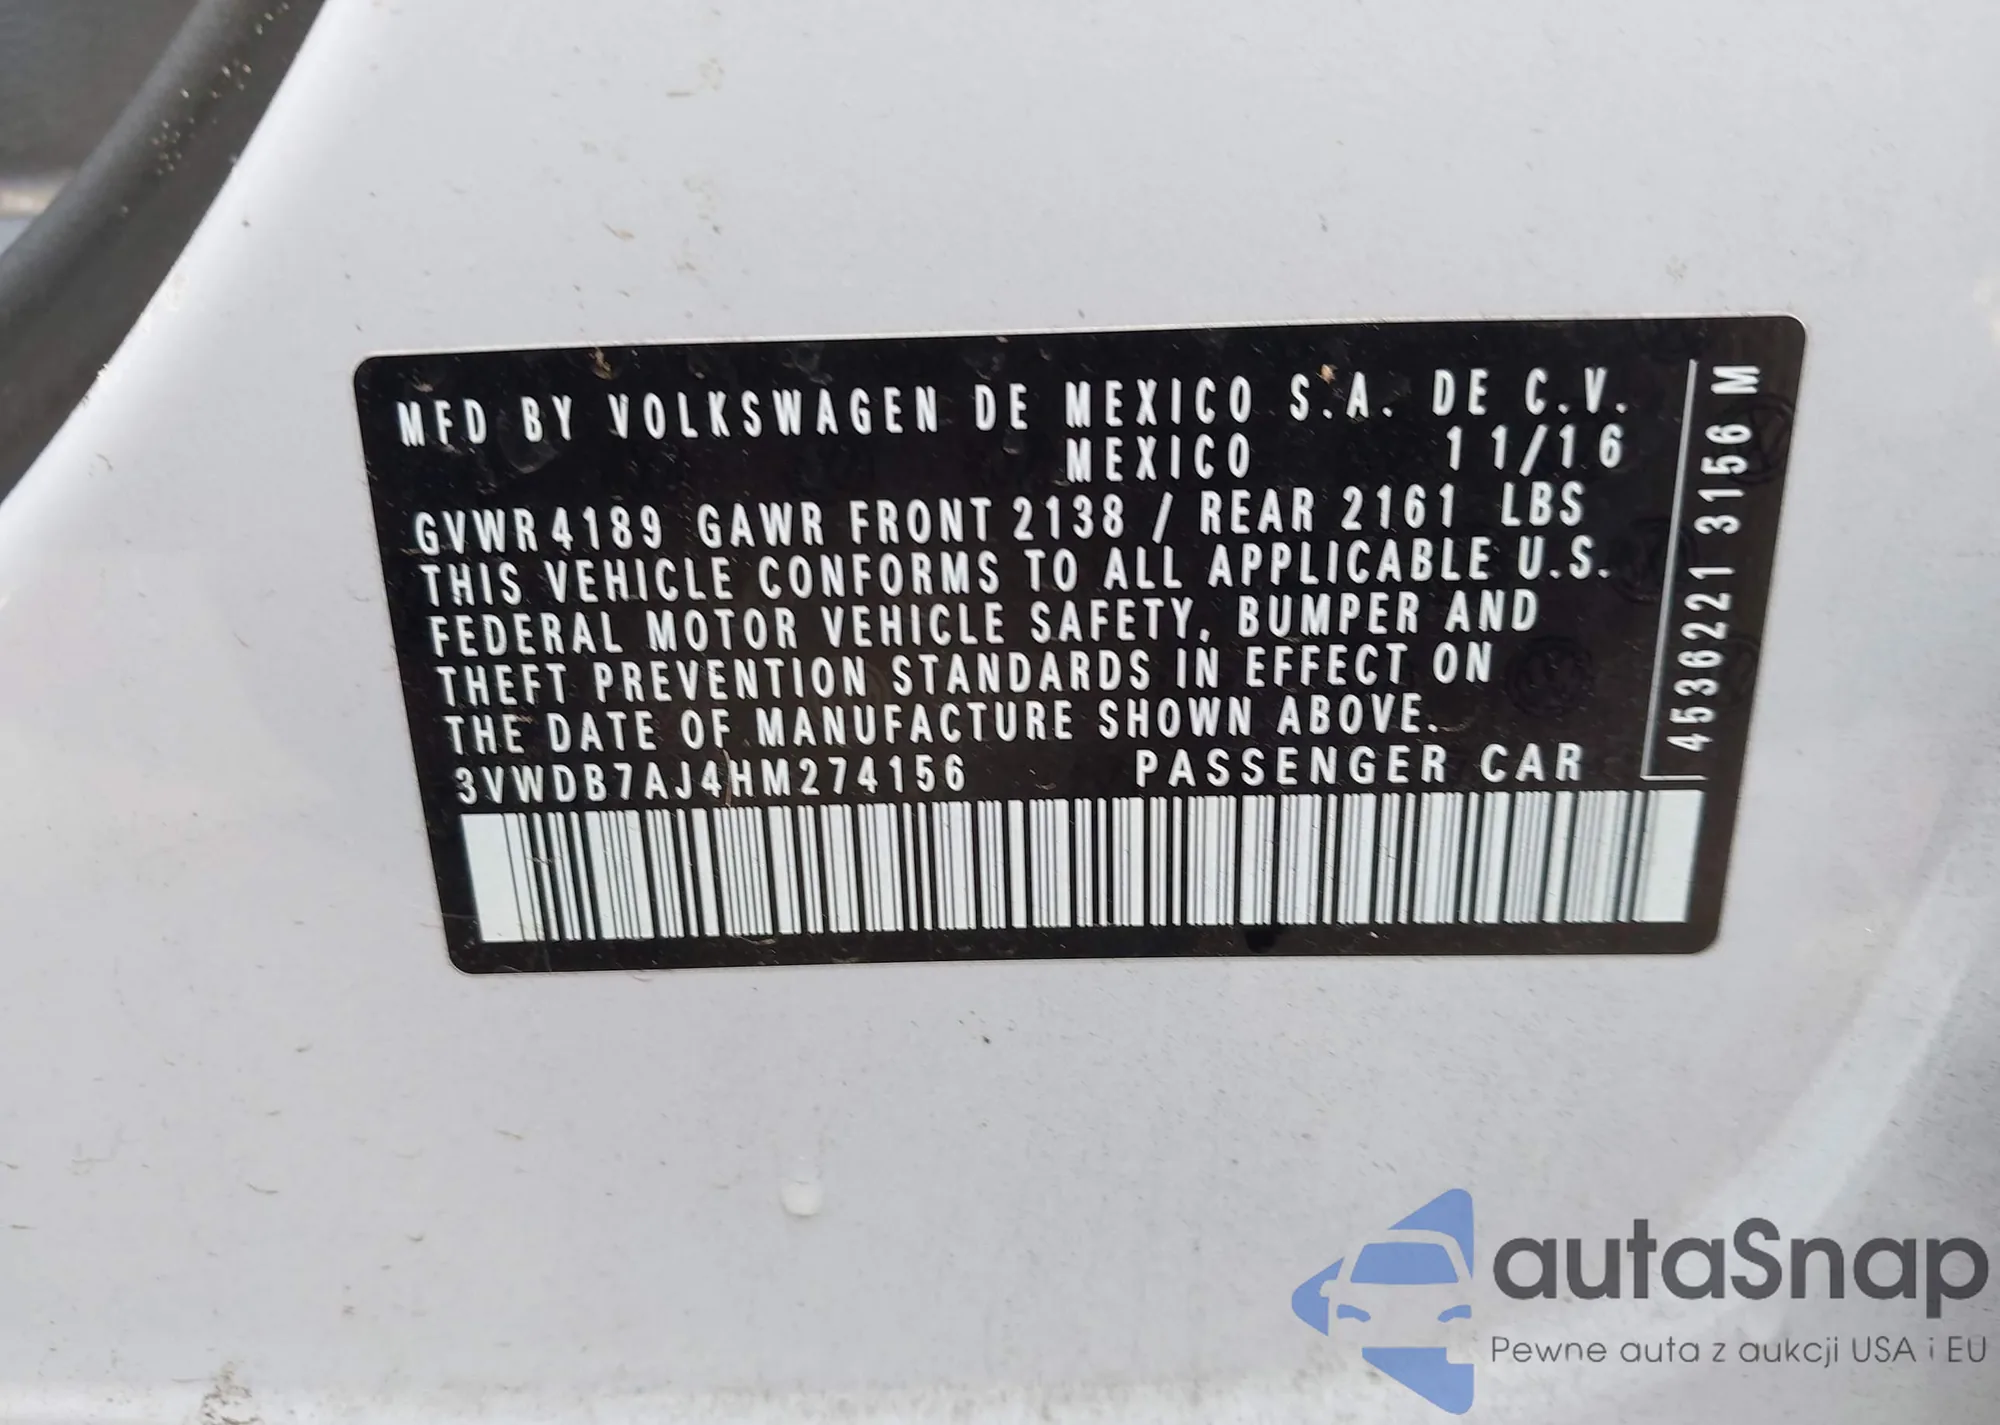 MFD BY VOLKSWAGEN DE MEXICO S.A. DE C.V.
MEXICO 11/16
GVWR 4189 GAWR FRONT 2138 / REAR 2161 LBS
THIS VEHICLE CONFORMS TO ALL APPLICABLE U.S.
FEDERAL MOTOR VEHICLE SAFETY, BUMPER AND
THEFT PREVENTION STANDARDS IN EFFECT ON
THE DATE OF MANUFACTURE SHOWN ABOVE.
3VWDB7AJ4HM274156 PASSENGER CAR
4536221 3156 M
autaSnap
Pewne auta z aukcji USA i EU